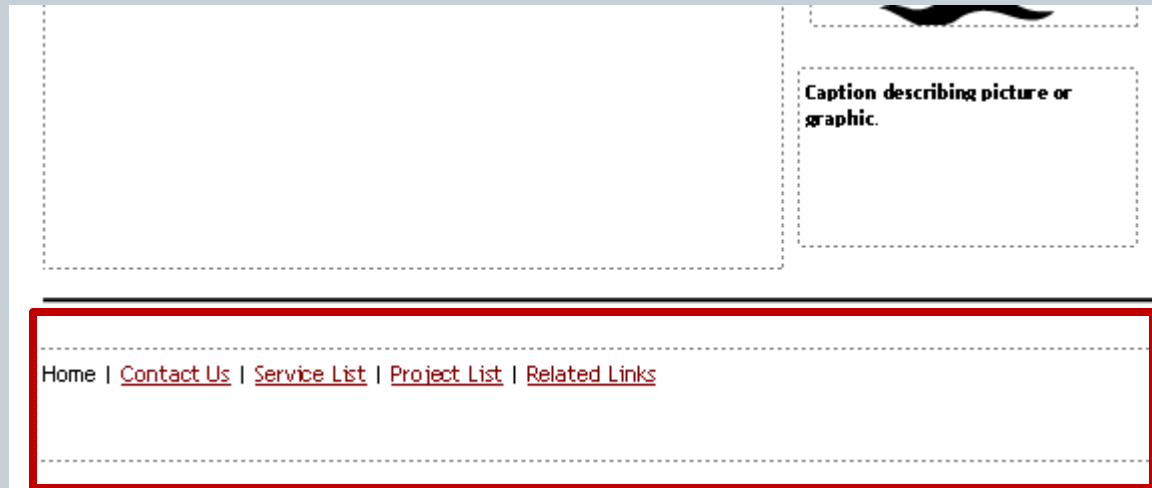 Caption describing picture or
graphic.
Home | Contact Us | Service List | Project List | Related Links